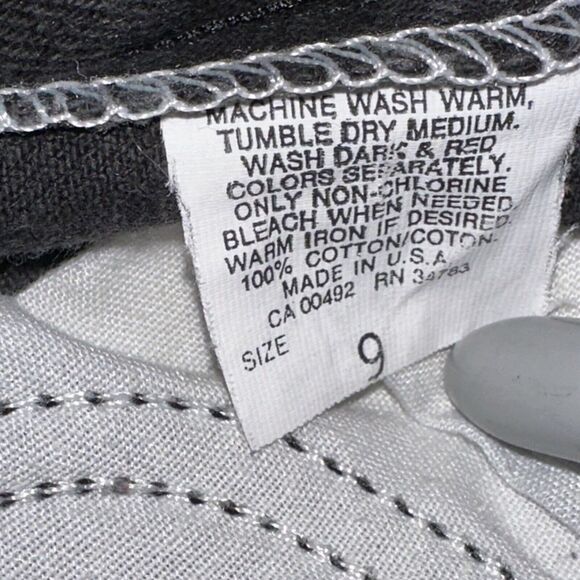 MACHINE WASH WARM,
TUMBLE DRY MEDIUM.
WASH DARK & RED
COLORS SEPARATELY.
ONLY NON-CHLORINE
BLEACH WHEN NEEDED.
WARM IRON IF DESIRED.
100% COTTON/COTON.
MADE IN U.S.A.
CA 00492 RN 34783
SIZE 9